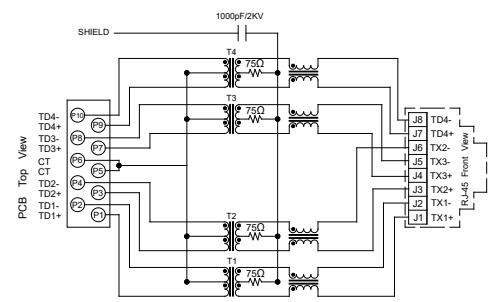 1000pF/2KV
SHIELD
T4
75Ω
T3
75Ω
T2
75Ω
T1
75Ω
PCB Top View
TD4- P10
TD4+ P9
TD3- P8
TD3+ P7
CT P6
CT P5
TD2- P4
TD2+ P3
TD1- P2
TD1+ P1
J8 TD4-
J7 TD4+
J6 TX2-
J5 TX3-
J4 TX3+
J3 TX2+
J2 TX1-
J1 TX1+
RJ-45 Front View